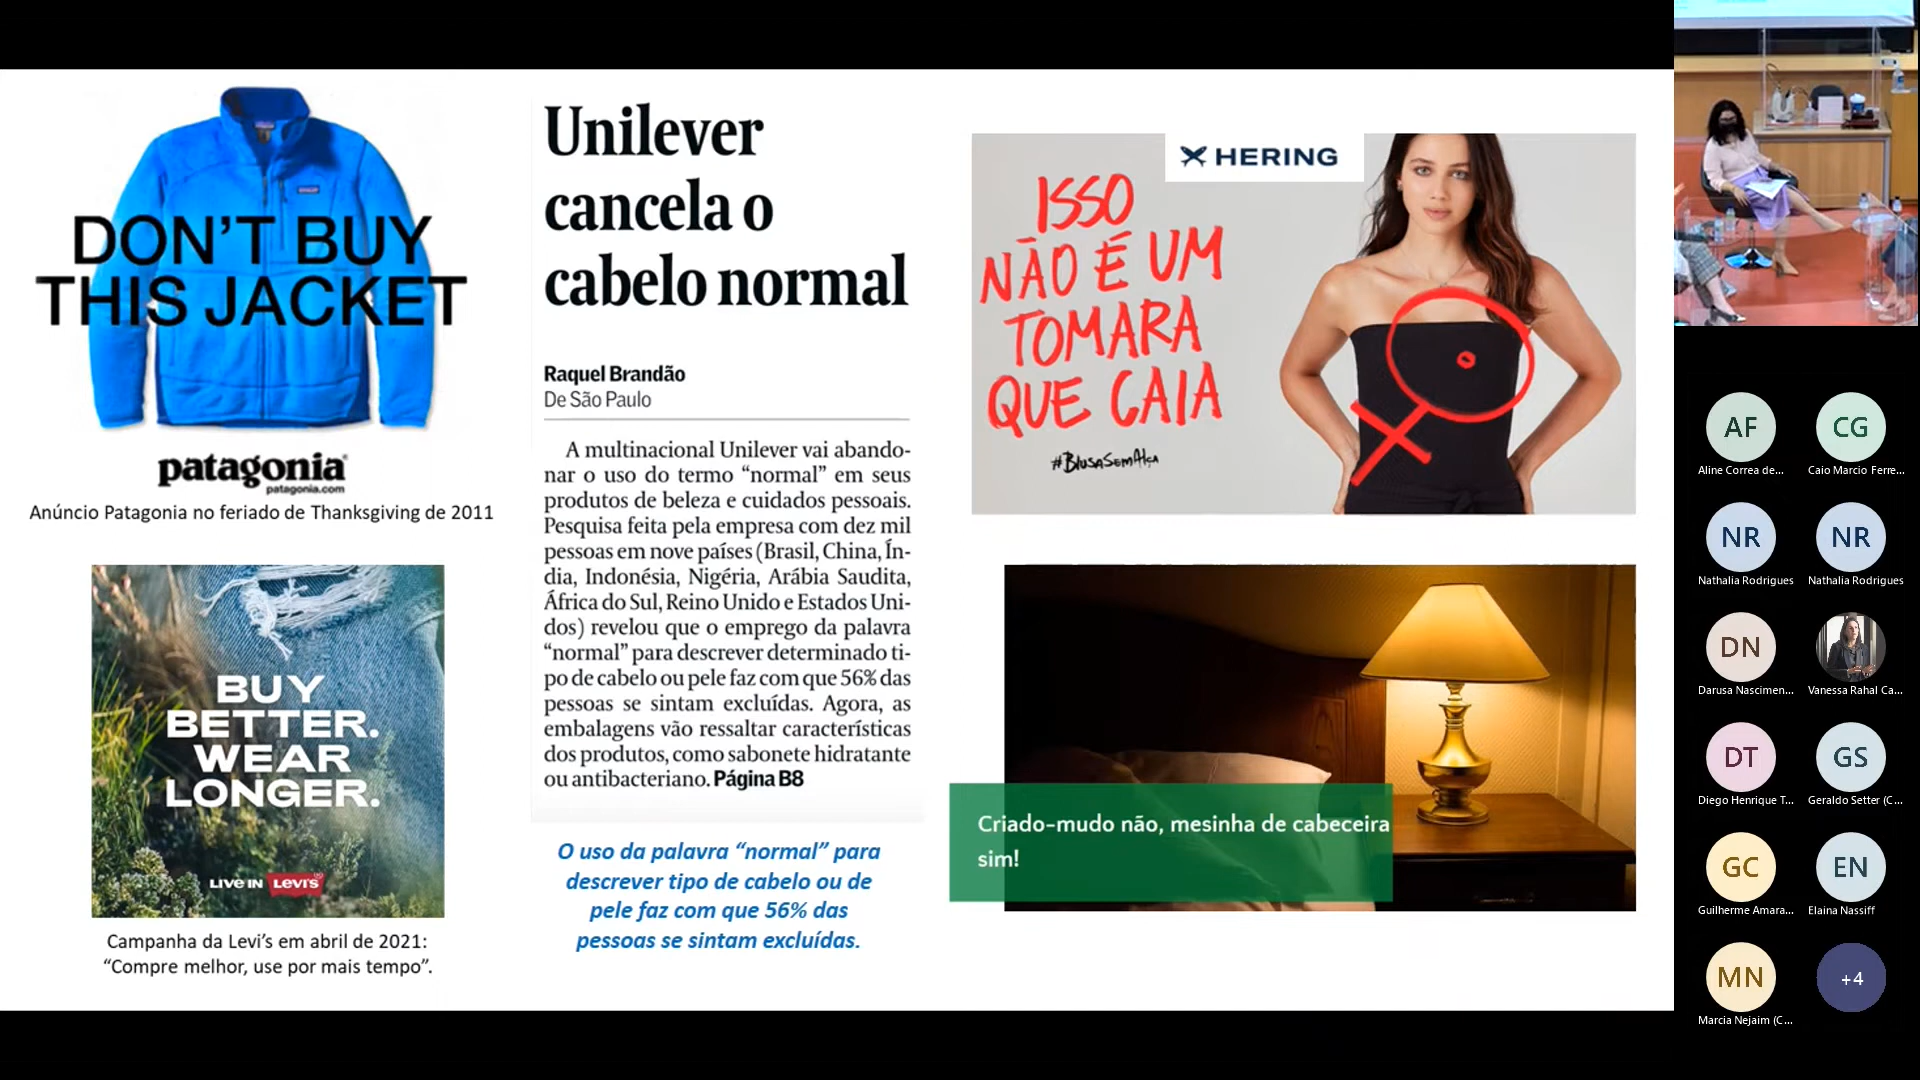 DON'T BUY
THIS JACKET
patagonia
patagonia.com
Anúncio Patagonia no feriado de Thanksgiving de 2011
BUY
BETTER.
WEAR
LONGER.
LIVE IN LEVI'S
Campanha da Levi's em abril de 2021:
“Compre melhor, use por mais tempo”.
Unilever
cancela o
cabelo normal
Raquel Brandão
De São Paulo
A multinacional Unilever vai abando-
nar o uso do termo “normal” em seus
produtos de beleza e cuidados pessoais.
Pesquisa feita pela empresa com dez mil
pessoas em nove países (Brasil, China, Ín-
dia, Indonésia, Nigéria, Arábia Saudita,
África do Sul, Reino Unido e Estados Uni-
dos) revelou que o emprego da palavra
“normal” para descrever determinado ti-
po de cabelo ou pele faz com que 56% das
pessoas se sintam excluídas. Agora, as
embalagens vão ressaltar características
dos produtos, como sabonete hidratante
ou antibacteriano. Página B8
O uso da palavra “normal” para
descrever tipo de cabelo ou de
pele faz com que 56% das
pessoas se sintam excluídas.
HERING
ISSO
NÃO É UM
TOMARA
QUE CAIA
#BlusaSemAlça
Criado-mudo não, mesinha de cabeceira
sim!
AF
Aline Correa de...
CG
Caio Marcio Ferre...
NR
Nathalia Rodrigues
NR
Nathalia Rodrigues
DN
Darusa Nascimen...
Vanessa Rahal Ca...
DT
Diego Henrique T...
GS
Geraldo Setter (C...
GC
Guilherme Amara...
EN
Elaina Nassiff
MN
Marcia Nejaim (C...
+4